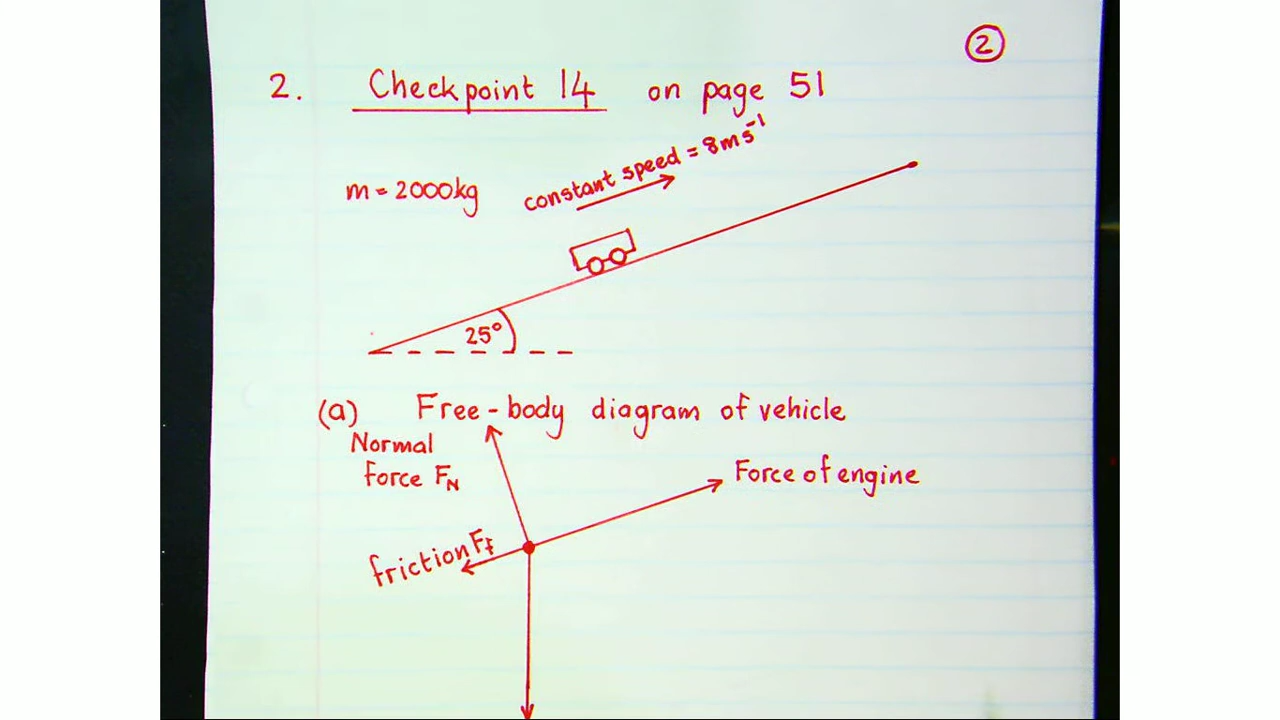 ②
2. Checkpoint 14 on page 51
constant speed = 8ms⁻¹
m = 2000kg
25°
(a) Free-body diagram of vehicle
Normal
force F_N
Force of engine
friction F_f